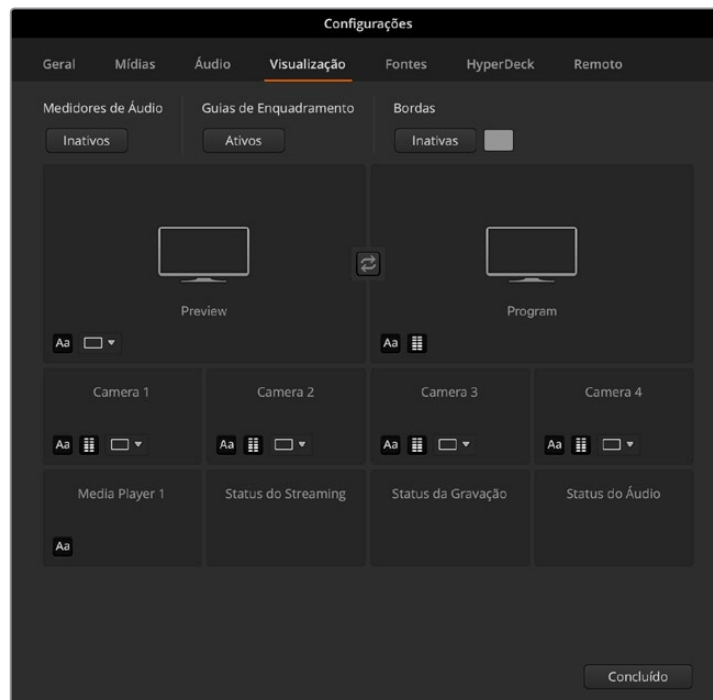 Configurações
Geral Mídias Áudio Visualização Fontes HyperDeck Remoto
Medidores de Áudio Guias de Enquadramento Bordas
Inativos Ativos Inativas
Preview Program
Aa Aa
Camera 1 Camera 2 Camera 3 Camera 4
Aa Aa Aa Aa
Media Player 1 Status do Streaming Status da Gravação Status do Áudio
Aa
Concluído